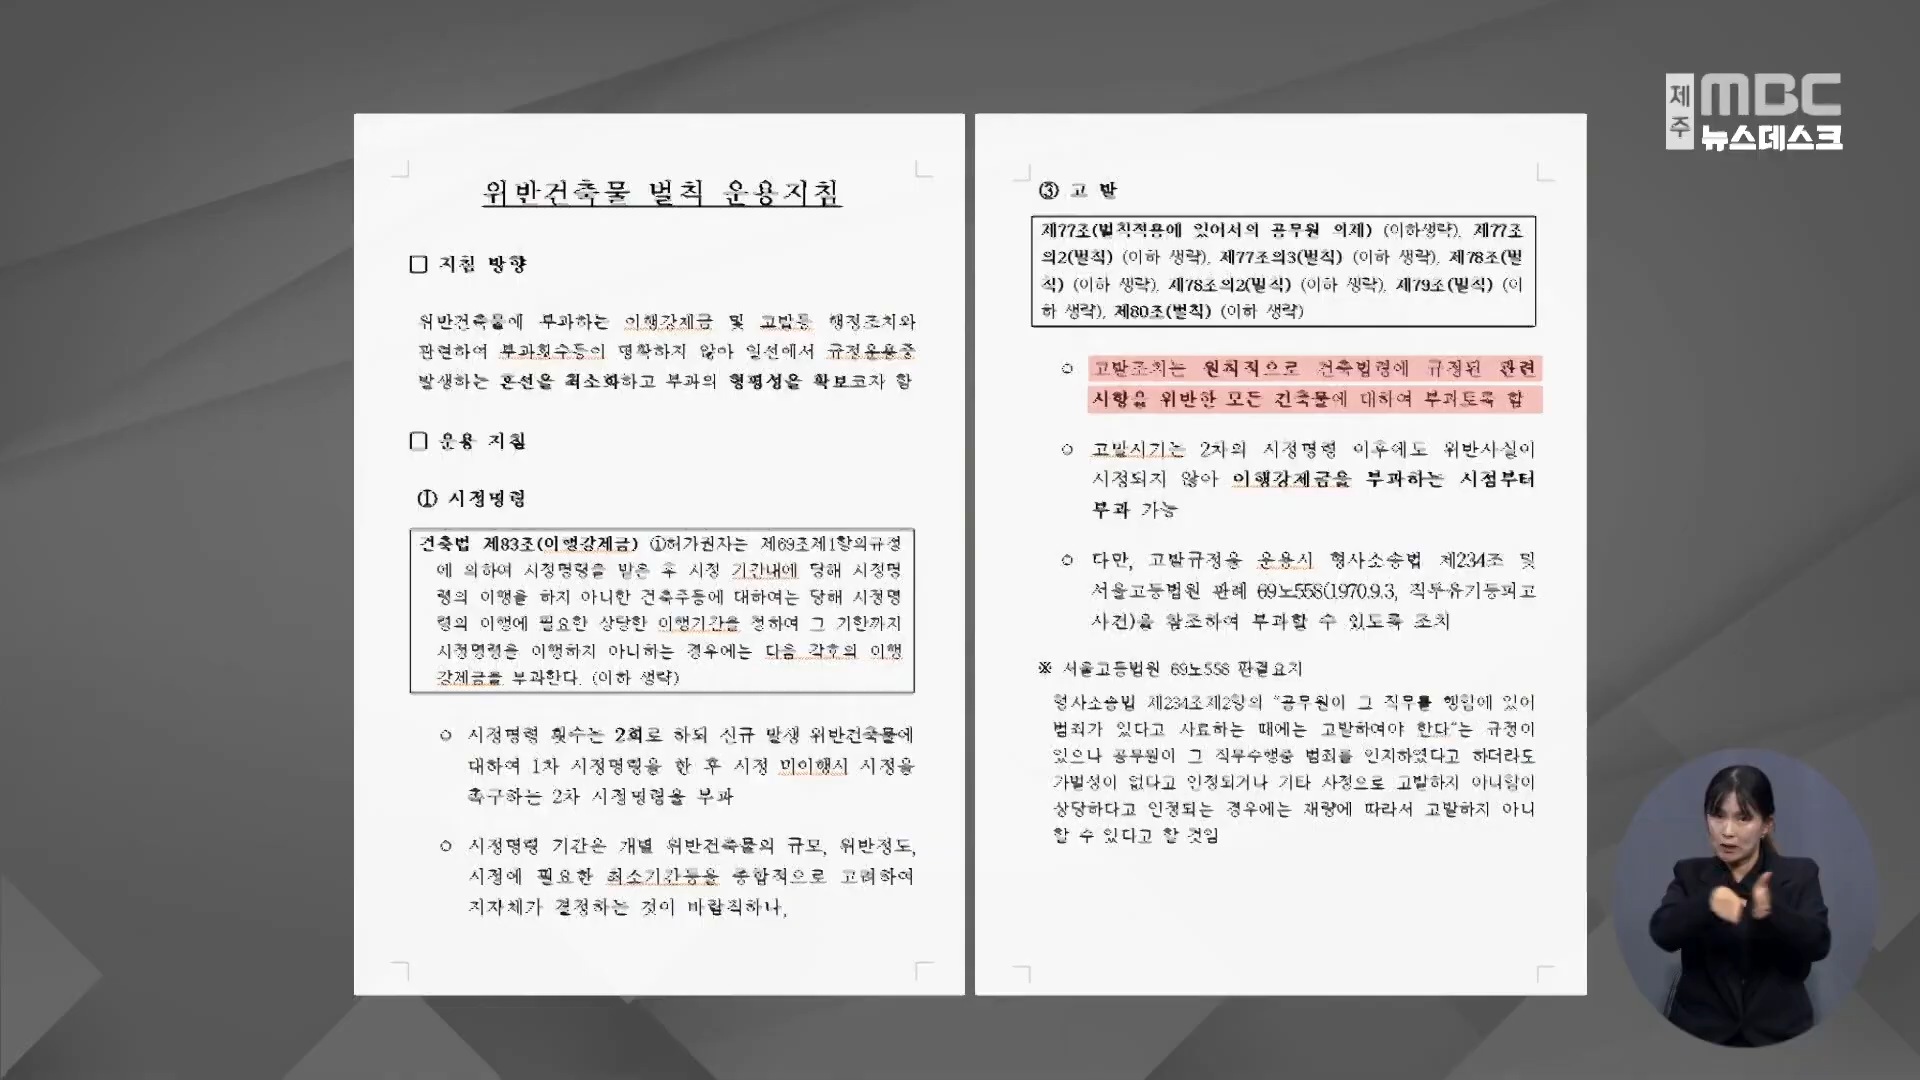 제주 MBC
뉴스데스크
위반건축물 벌칙 운용지침
□ 지침 방향
위반건축물에 부과하는 이행강제금 및 고발등 행정조치와
관련하여 부과횟수등이 명확하지 않아 일선에서 규정운용중
발생하는 혼선을 최소화하고 부과의 형평성을 확보코자 함
□ 운용 지침
① 시정명령
건축법 제83조(이행강제금) ①허가권자는 제69조제1항의규정
에 의하여 시정명령을 받은 후 시정 기간내에 당해 시정명
령의 이행을 하지 아니한 건축주등에 대하여는 당해 시정명
령의 이행에 필요한 상당한 이행기간을 정하여 그 기한까지
시정명령을 이행하지 아니하는 경우에는 다음 각호의 이행
강제금을 부과한다. (이하 생략)
○ 시정명령 횟수는 2회로 하되 신규 발생 위반건축물에
대하여 1차 시정명령을 한 후 시정 미이행시 시정을
촉구하는 2차 시정명령을 부과
○ 시정명령 기간은 개별 위반건축물의 규모, 위반정도,
시정에 필요한 최소기간등을 종합적으로 고려하여
지자체가 결정하는 것이 바람직하나,
③ 고 발
제77조(벌칙적용에 있어서의 공무원 의제) (이하생략), 제77조
의2(벌칙) (이하 생략), 제77조의3(벌칙) (이하 생략), 제78조(벌
칙) (이하 생략), 제78조의2(벌칙) (이하 생략), 제79조(벌칙) (이
하 생략), 제80조(벌칙) (이하 생략)
○ 고발조치는 원칙적으로 건축법령에 규정된 관련
사항을 위반한 모든 건축물에 대하여 부과토록 함
○ 고발시기는 2차의 시정명령 이후에도 위반사실이
시정되지 않아 이행강제금을 부과하는 시점부터
부과 가능
○ 다만, 고발규정을 운용시 형사소송법 제234조 및
서울고등법원 판례 69노558(1970.9.3, 직무유기등피고
사건)을 참조하여 부과할 수 있도록 조치
※ 서울고등법원 69노558 판결요지
형사소송법 제234조제2항의 "공무원이 그 직무를 행함에 있어
범죄가 있다고 사료하는 때에는 고발하여야 한다"는 규정이
있으나 공무원이 그 직무수행중 범죄를 인지하였다고 하더라도
가벌성이 없다고 인정되거나 기타 사정으로 고발하지 아니함이
상당하다고 인정되는 경우에는 재량에 따라서 고발하지 아니
할 수 있다고 할 것임